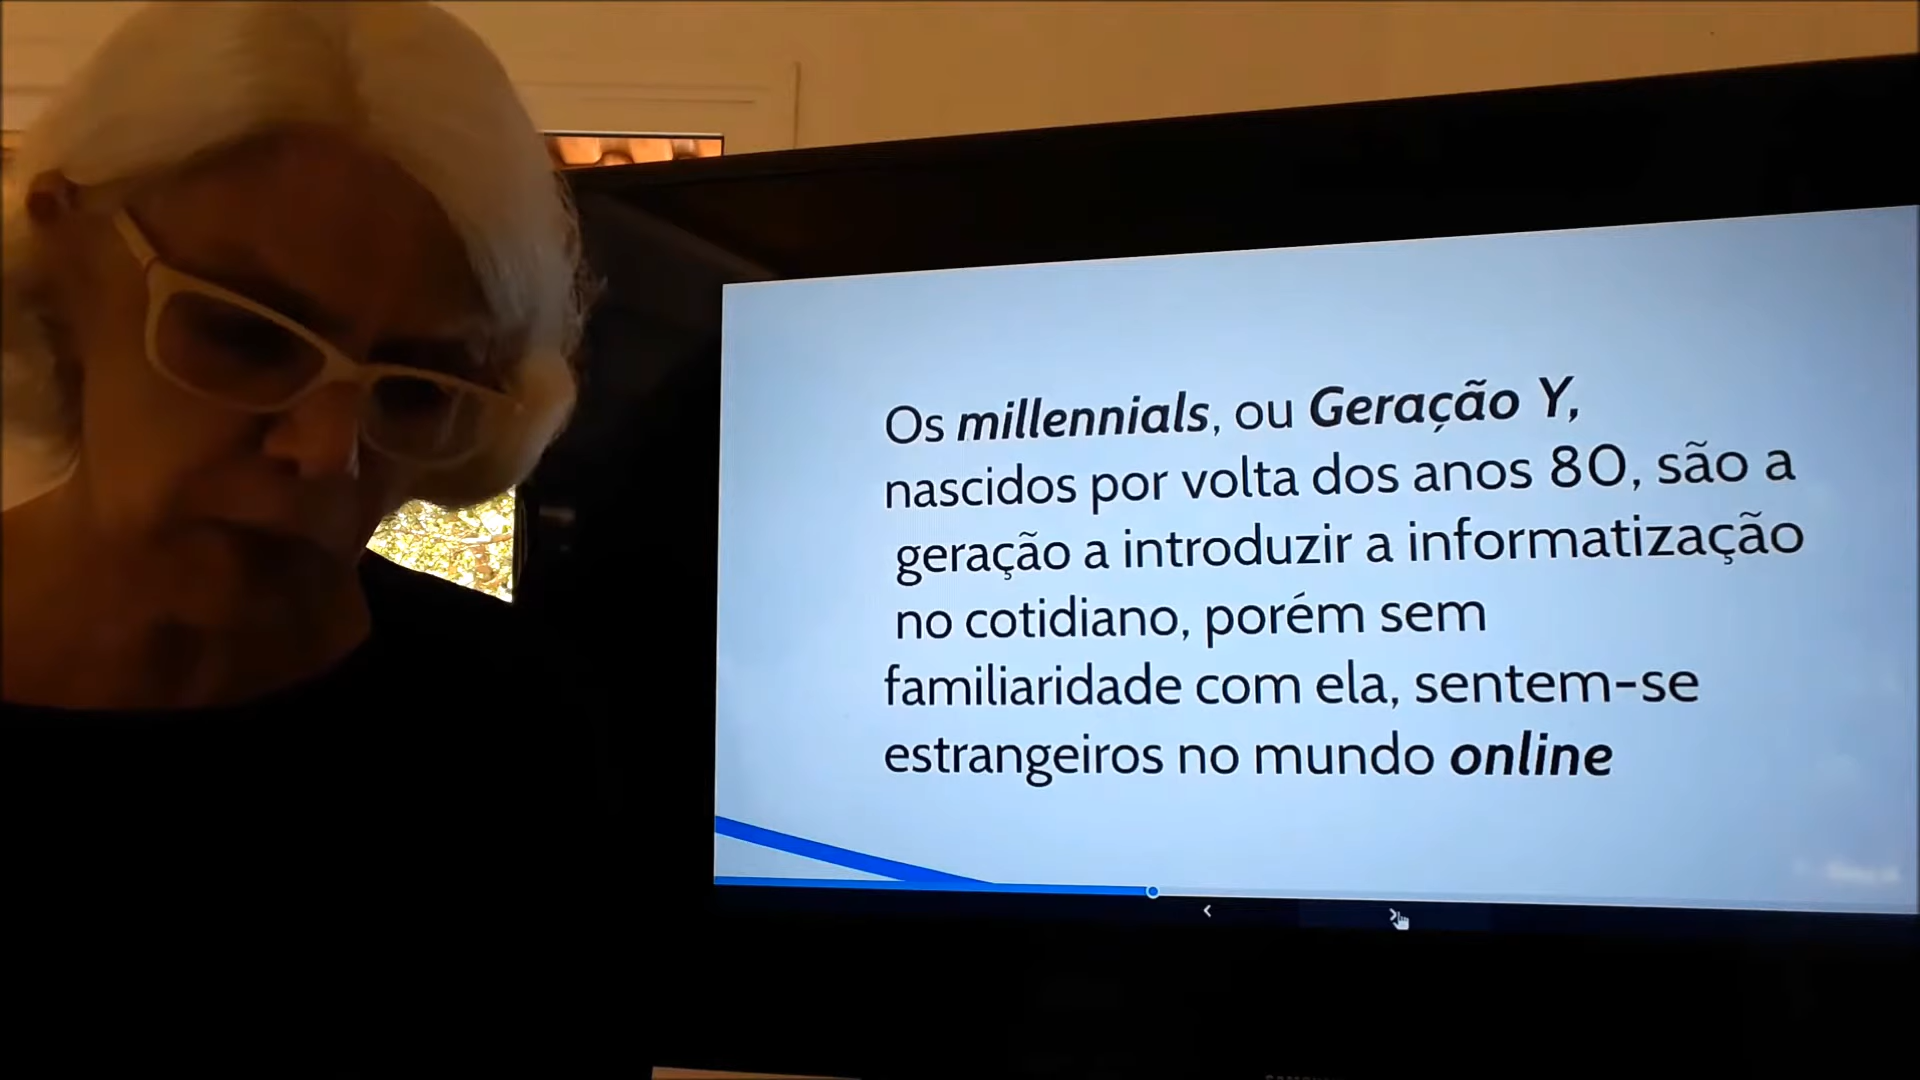 Os millennials, ou Geração Y,
nascidos por volta dos anos 80, são a
geração a introduzir a informatização
no cotidiano, porém sem
familiaridade com ela, sentem-se
estrangeiros no mundo online